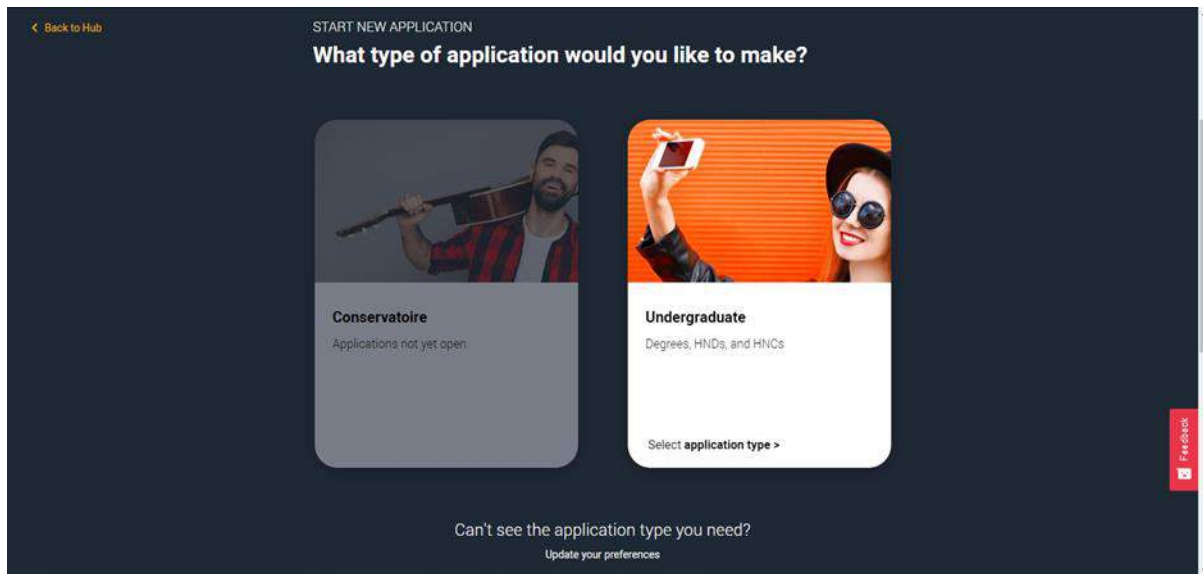 Back to Hub
START NEW APPLICATION
What type of application would you like to make?
Conservatoire
Applications not yet open
Undergraduate
Degrees, HNDs, and HNCs
Select application type >
Feedback
Can't see the application type you need?
Update your preferences